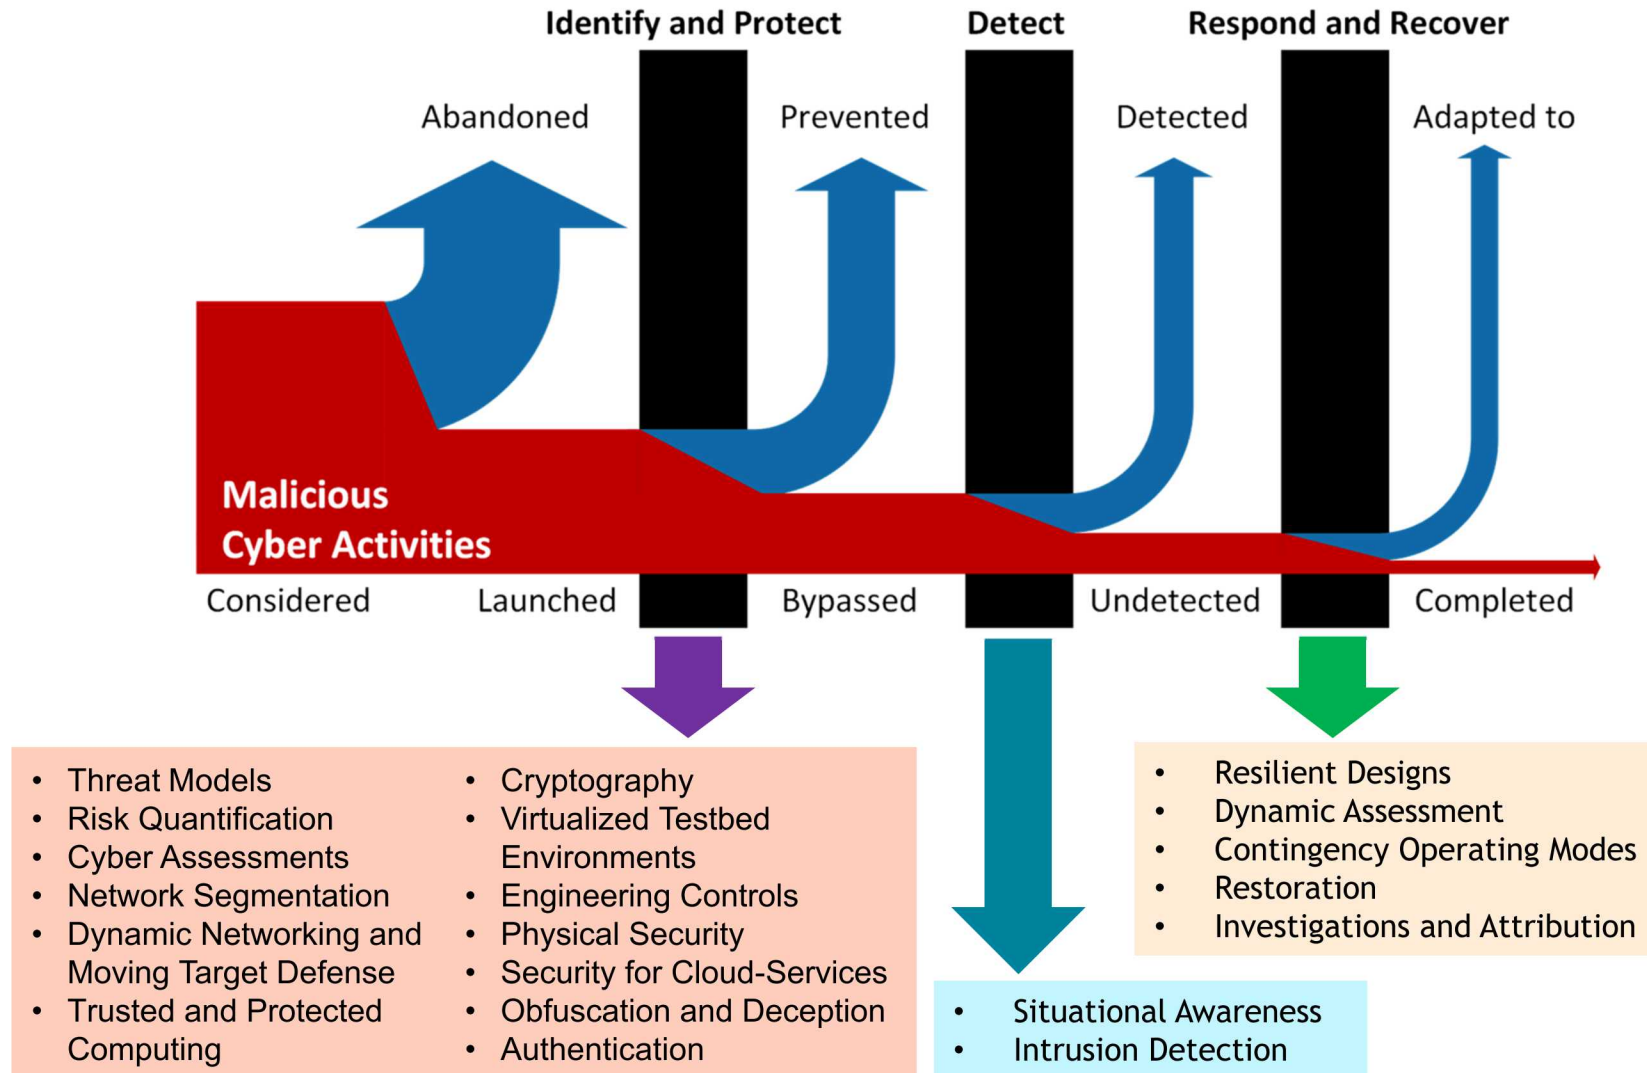 Identify and Protect
Detect
Respond and Recover
Abandoned
Prevented
Detected
Adapted to
Malicious
Cyber Activities
Considered
Launched
Bypassed
Undetected
Completed
• Threat Models
• Risk Quantification
• Cyber Assessments
• Network Segmentation
• Dynamic Networking and
Moving Target Defense
• Trusted and Protected
Computing
• Cryptography
• Virtualized Testbed
Environments
• Engineering Controls
• Physical Security
• Security for Cloud-Services
• Obfuscation and Deception
• Authentication
• Situational Awareness
• Intrusion Detection
• Resilient Designs
• Dynamic Assessment
• Contingency Operating Modes
• Restoration
• Investigations and Attribution